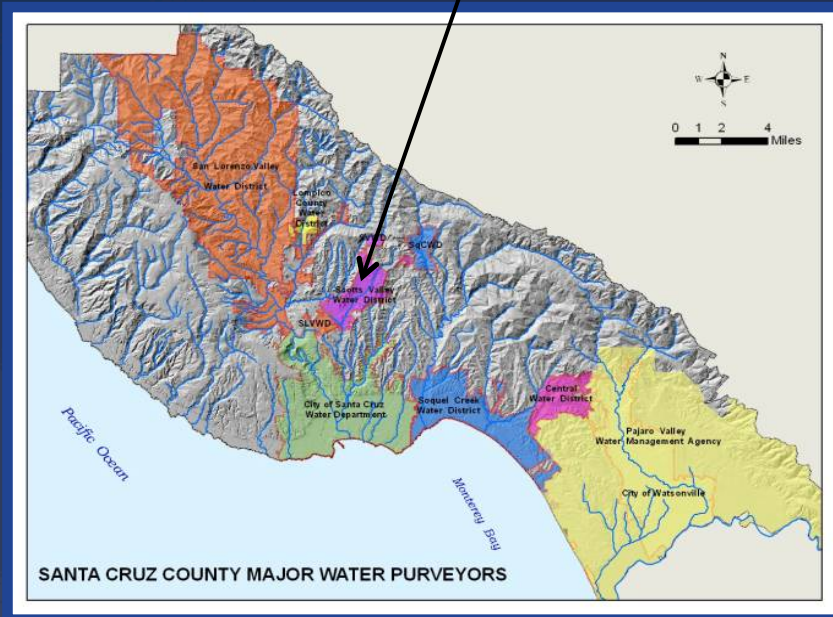 N
W E
S
0 1 2 4
Miles
San Lorenzo Valley
Water District
Lompico
County
Water
District
SqCWD
Scotts Valley
Water District
SLVWD
City of Santa Cruz
Water Department
Soquel Creek
Water District
Central
Water District
Pajaro Valley
Water Management Agency
City of Watsonville
Pacific Ocean
Monterey Bay
SANTA CRUZ COUNTY MAJOR WATER PURVEYORS